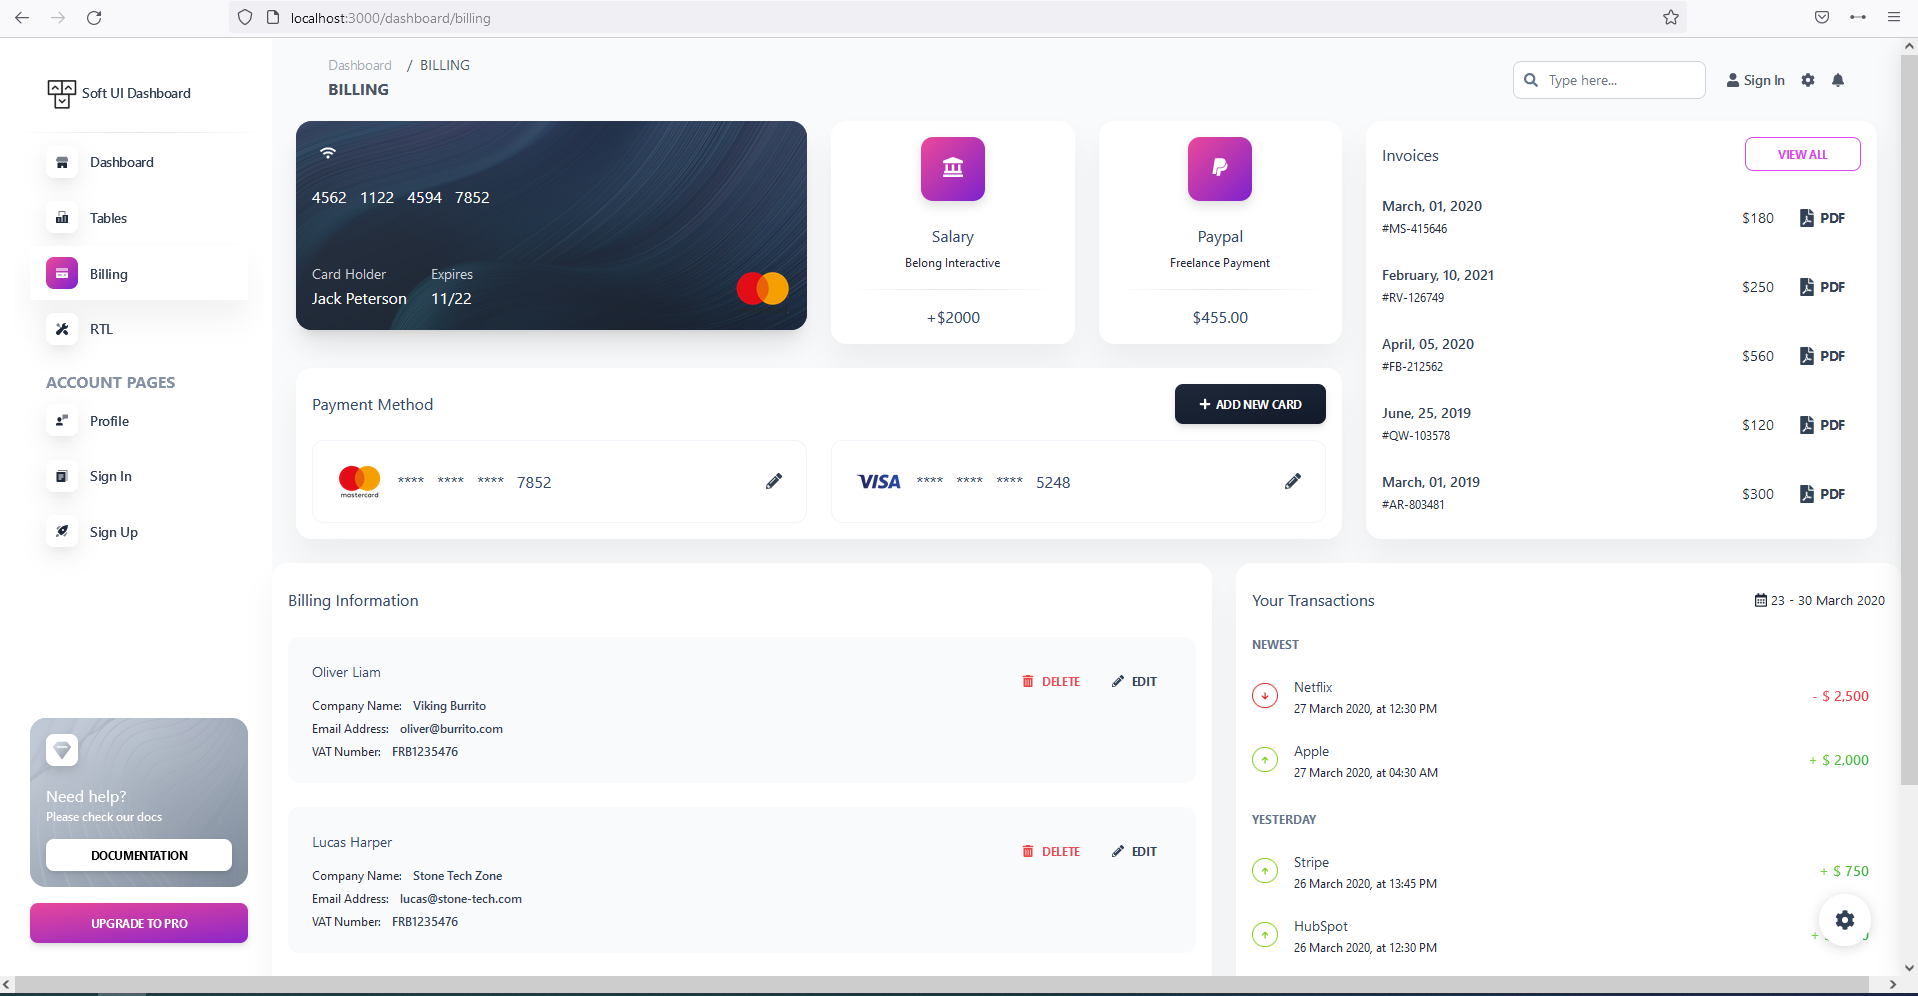 localhost:3000/dashboard/billing
Soft UI Dashboard
Dashboard
Tables
Billing
RTL
ACCOUNT PAGES
Profile
Sign In
Sign Up
Need help?
Please check our docs
DOCUMENTATION
UPGRADE TO PRO
Dashboard / BILLING
BILLING
Type here...
Sign In
4562 1122 4594 7852
Card Holder
Jack Peterson
Expires
11/22
Salary
Belong Interactive
+$2000
Paypal
Freelance Payment
$455.00
Invoices
VIEW ALL
March, 01, 2020
#MS-415646
$180 PDF
February, 10, 2021
#RV-126749
$250 PDF
April, 05, 2020
#FB-212562
$560 PDF
June, 25, 2019
#QW-103578
$120 PDF
March, 01, 2019
#AR-803481
$300 PDF
Payment Method
ADD NEW CARD
mastercard
**** **** **** 7852
VISA **** **** **** 5248
Billing Information
Oliver Liam
DELETE EDIT
Company Name: Viking Burrito
Email Address: oliver@burrito.com
VAT Number: FRB1235476
Lucas Harper
DELETE EDIT
Company Name: Stone Tech Zone
Email Address: lucas@stone-tech.com
VAT Number: FRB1235476
Your Transactions
23 - 30 March 2020
NEWEST
Netflix
27 March 2020, at 12:30 PM
- $ 2,500
Apple
27 March 2020, at 04:30 AM
+ $ 2,000
YESTERDAY
Stripe
26 March 2020, at 13:45 PM
+ $ 750
HubSpot
26 March 2020, at 12:30 PM